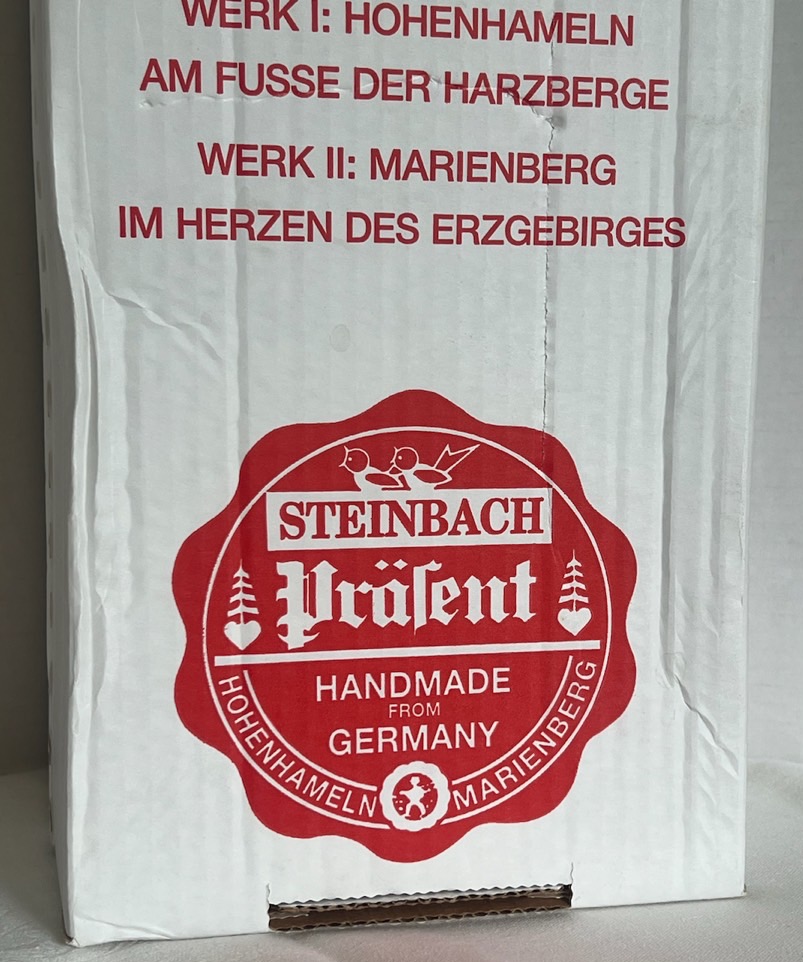 WERK I: HOHENHAMELN
AM FUSSE DER HARZBERGE
WERK II: MARIENBERG
IM HERZEN DES ERZGEBIRGES
STEINBACH
Präſent
HANDMADE
FROM
GERMANY
HOHENHAMELN
MARIENBERG